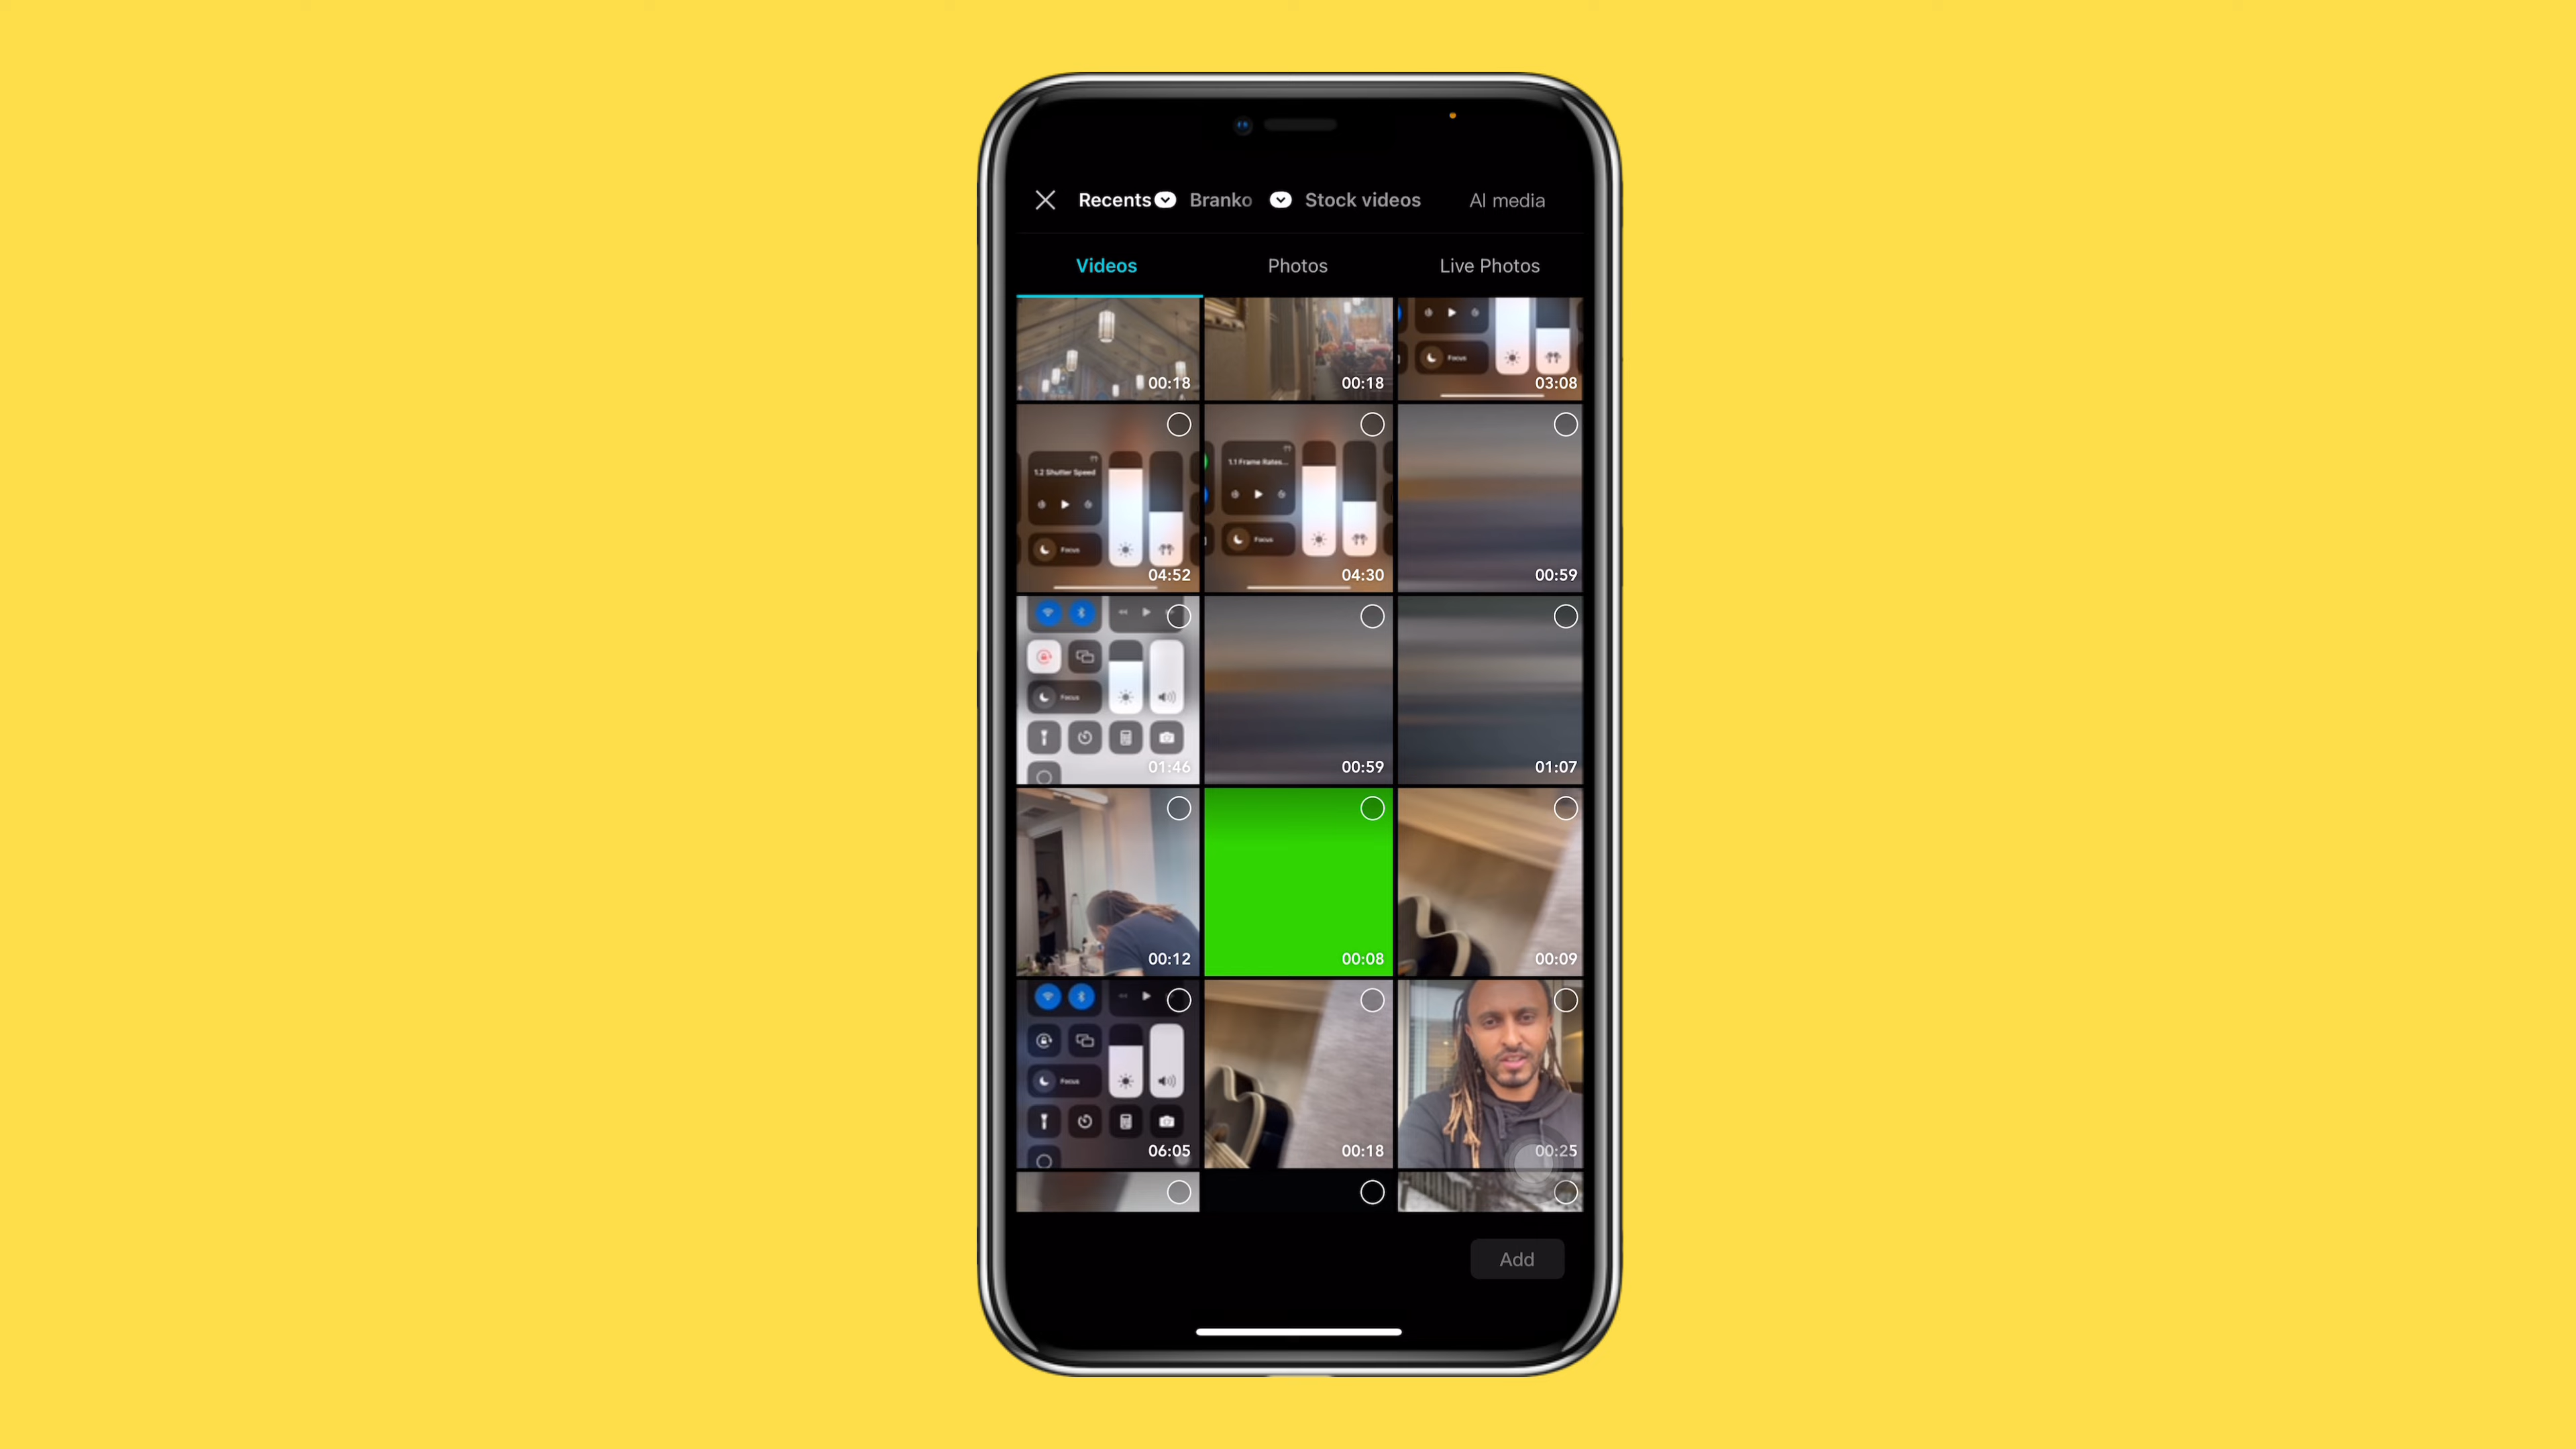 Recents Branko Stock videos AI media
Videos Photos Live Photos
00:18 00:18 03:08
Focus
1.2 Shutter Speed 1.1 Frame Rates...
Focus Focus
04:52 04:30 00:59
Focus
01:46 00:59 01:07
00:12 00:08 00:09
Focus
06:05 00:18 00:25
Add